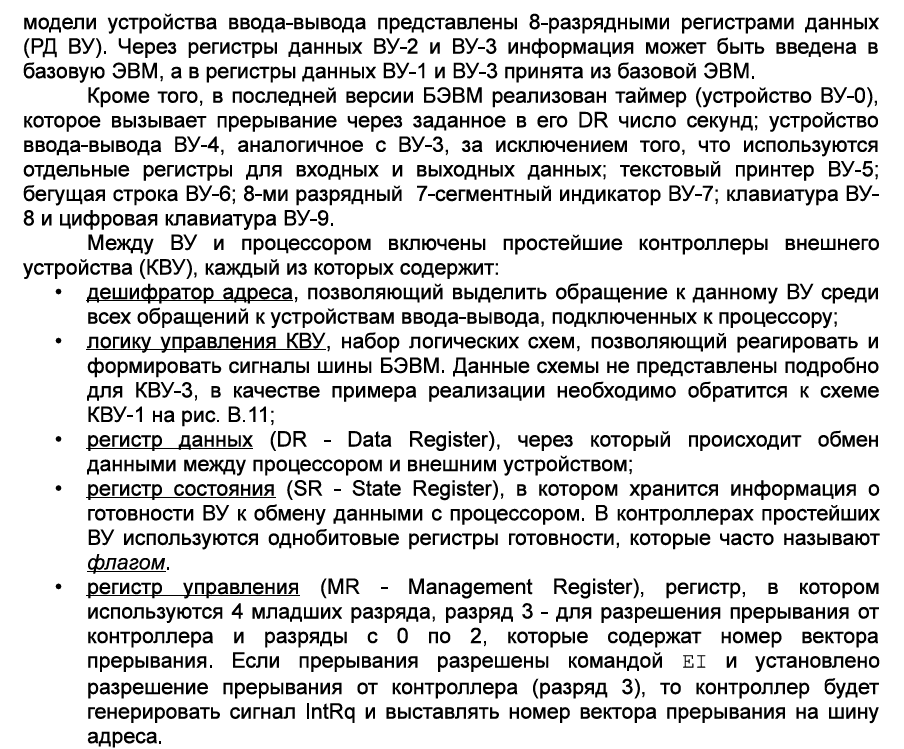 модели устройства ввода-вывода представлены 8-разрядными регистрами данных
(РД ВУ). Через регистры данных ВУ-2 и ВУ-3 информация может быть введена в
базовую ЭВМ, а в регистры данных ВУ-1 и ВУ-3 принята из базовой ЭВМ.
Кроме того, в последней версии БЭВМ реализован таймер (устройство ВУ-0),
которое вызывает прерывание через заданное в его DR число секунд; устройство
ввода-вывода ВУ-4, аналогичное с ВУ-3, за исключением того, что используются
отдельные регистры для входных и выходных данных; текстовый принтер ВУ-5;
бегущая строка ВУ-6; 8-ми разрядный 7-сегментный индикатор ВУ-7; клавиатура ВУ-
8 и цифровая клавиатура ВУ-9.
Между ВУ и процессором включены простейшие контроллеры внешнего
устройства (КВУ), каждый из которых содержит:
• дешифратор адреса, позволяющий выделить обращение к данному ВУ среди
всех обращений к устройствам ввода-вывода, подключенных к процессору;
• логику управления КВУ, набор логических схем, позволяющий реагировать и
формировать сигналы шины БЭВМ. Данные схемы не представлены подробно
для КВУ-3, в качестве примера реализации необходимо обратится к схеме
КВУ-1 на рис. В.11;
• регистр данных (DR - Data Register), через который происходит обмен
данными между процессором и внешним устройством;
• регистр состояния (SR - State Register), в котором хранится информация о
готовности ВУ к обмену данными с процессором. В контроллерах простейших
ВУ используются однобитовые регистры готовности, которые часто называют
флагом.
• регистр управления (MR - Management Register), регистр, в котором
используются 4 младших разряда, разряд 3 - для разрешения прерывания от
контроллера и разряды с 0 по 2, которые содержат номер вектора
прерывания. Если прерывания разрешены командой EI и установлено
разрешение прерывания от контроллера (разряд 3), то контроллер будет
генерировать сигнал IntRq и выставлять номер вектора прерывания на шину
адреса.